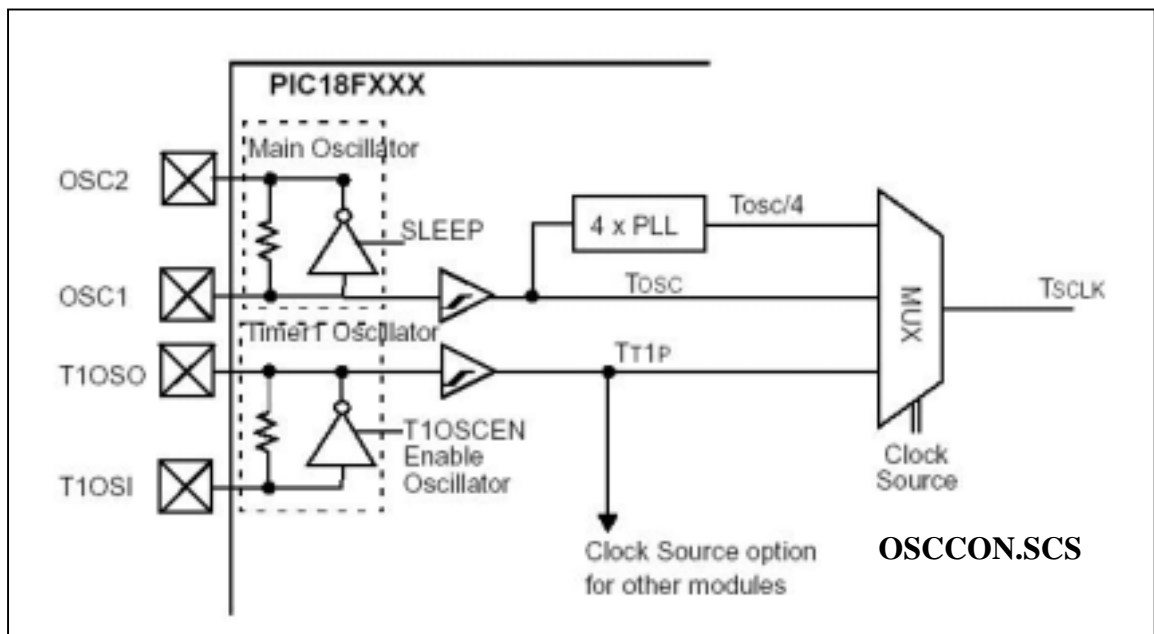 PIC18FXXX
Main Oscillator
OSC2
Tosc/4
4 x PLL
SLEEP
OSC1
TOSC
TSCLK
MUX
Timer1 Oscillator
TT1P
T1OSO
T1OSCEN
Enable
Oscillator
T1OSI
Clock
Source
Clock Source option
for other modules
OSCCON.SCS